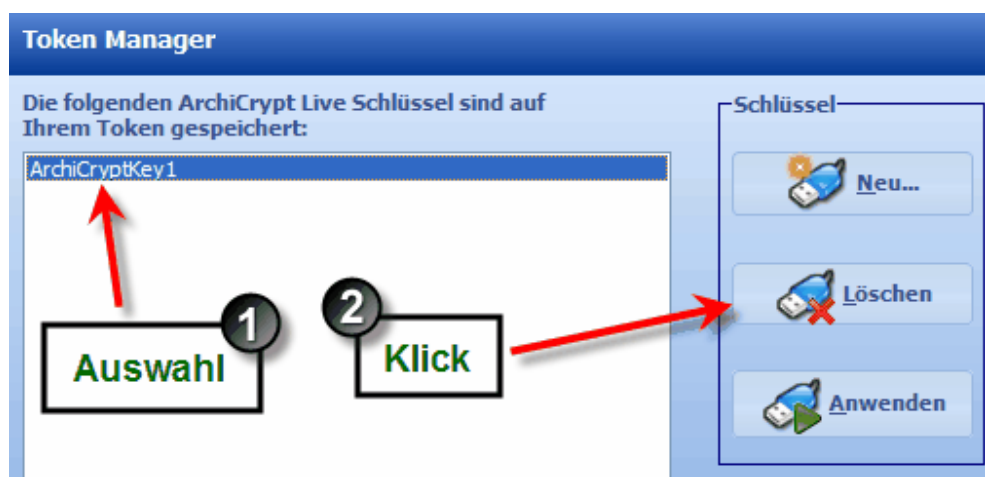 Token Manager
Die folgenden ArchiCrypt Live Schlüssel sind auf
Ihrem Token gespeichert:
ArchiCryptKey1
Schlüssel
Neu...
Löschen
Anwenden
1
Auswahl
2
Klick